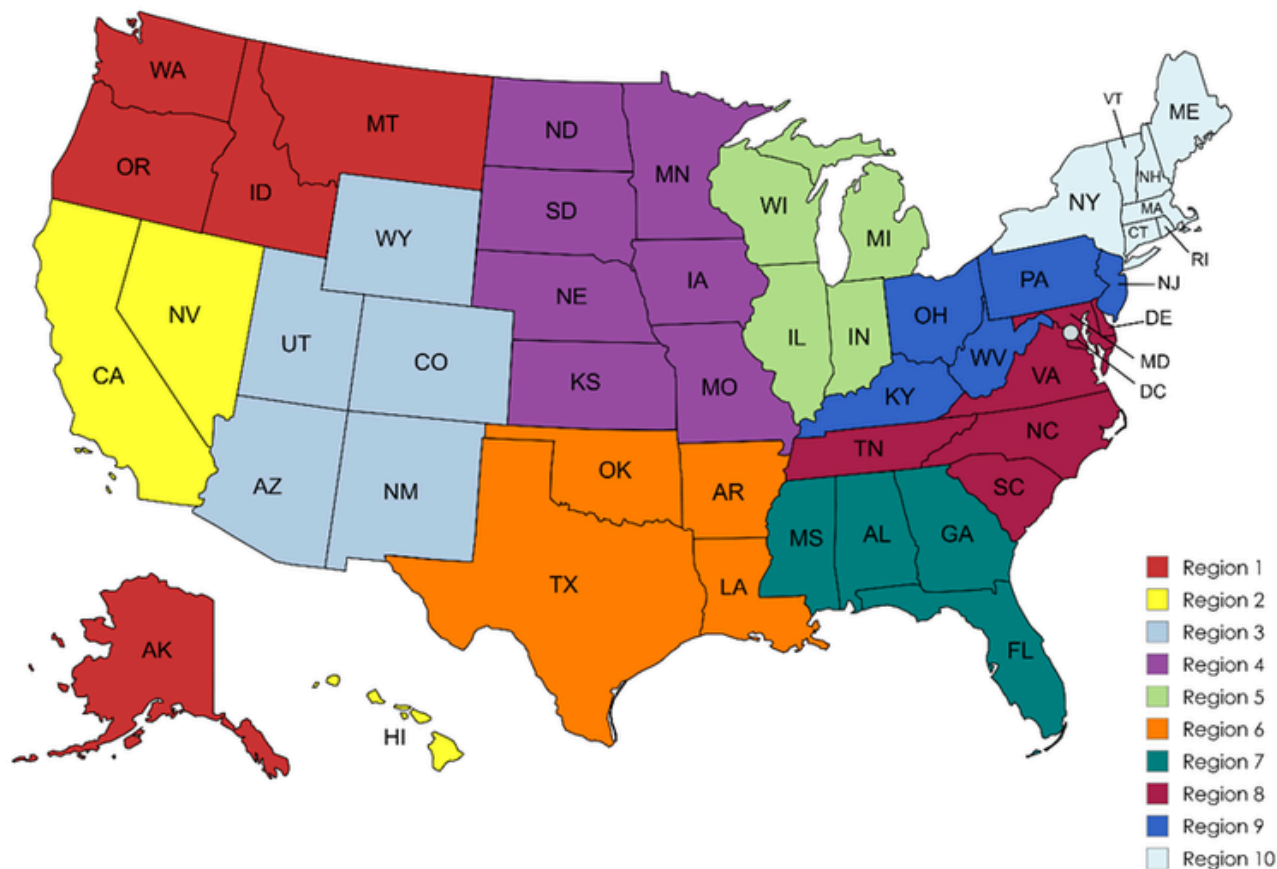 WA
MT
ND
MN
VT
ME
OR
ID
SD
WI
MI
NH
NY
MA
CT
RI
WY
NE
IA
PA
NJ
NV
UT
CO
IL
IN
OH
DE
MD
DC
CA
KS
MO
WV
VA
KY
AZ
NM
OK
AR
TN
NC
SC
TX
LA
MS
AL
GA
FL
AK
HI
Region 1
Region 2
Region 3
Region 4
Region 5
Region 6
Region 7
Region 8
Region 9
Region 10